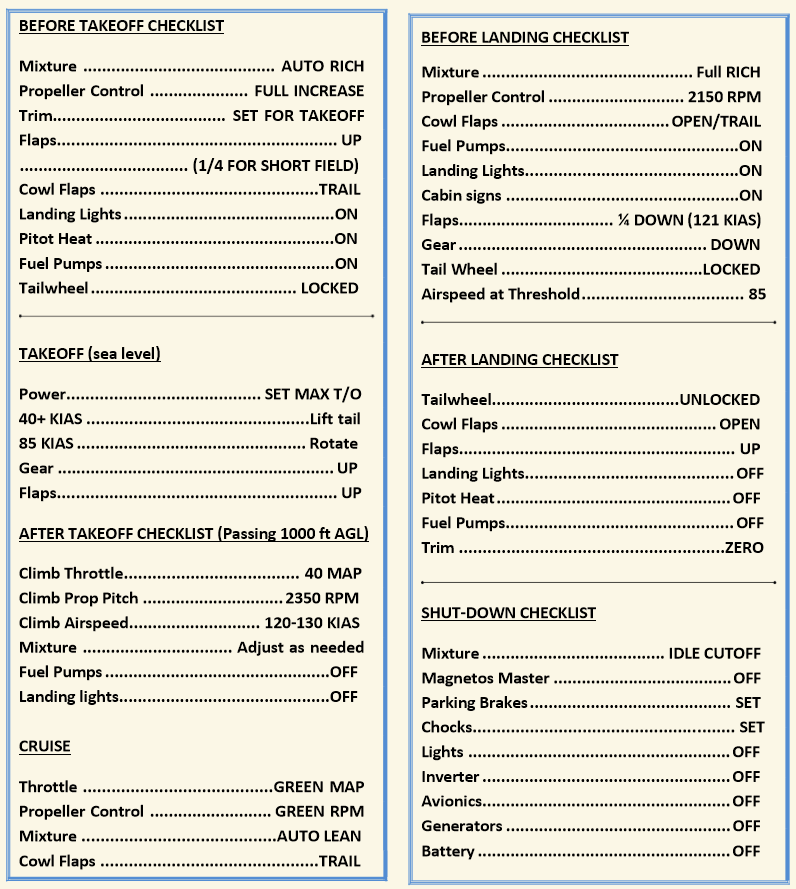 BEFORE TAKEOFF CHECKLIST
Mixture ....................................... AUTO RICH
Propeller Control .................... FULL INCREASE
Trim................................... SET FOR TAKEOFF
Flaps......................................................... UP
.................................. (1/4 FOR SHORT FIELD)
Cowl Flaps .............................................TRAIL
Landing Lights...........................................ON
Pitot Heat .................................................ON
Fuel Pumps ...............................................ON
Tailwheel.......................................... LOCKED
TAKEOFF (sea level)
Power........................................ SET MAX T/O
40+ KIAS ..............................................Lift tail
85 KIAS ............................................... Rotate
Gear ......................................................... UP
Flaps......................................................... UP
AFTER TAKEOFF CHECKLIST (Passing 1000 ft AGL)
Climb Throttle.................................... 40 MAP
Climb Prop Pitch .............................2350 RPM
Climb Airspeed........................... 120-130 KIAS
Mixture ............................... Adjust as needed
Fuel Pumps ..............................................OFF
Landing lights...........................................OFF
CRUISE
Throttle .......................................GREEN MAP
Propeller Control ......................... GREEN RPM
Mixture ........................................AUTO LEAN
Cowl Flaps .............................................TRAIL
BEFORE LANDING CHECKLIST
Mixture ........................................... Full RICH
Propeller Control ............................ 2150 RPM
Cowl Flaps ........................................OPEN/TRAIL
Fuel Pumps................................................ON
Landing Lights............................................ON
Cabin signs ................................................ON
Flaps................................ ¼ DOWN (121 KIAS)
Gear ................................................... DOWN
Tail Wheel .........................................LOCKED
Airspeed at Threshold................................. 85
AFTER LANDING CHECKLIST
Tailwheel......................................UNLOCKED
Cowl Flaps ............................................. OPEN
Flaps......................................................... UP
Landing Lights........................................... OFF
Pitot Heat ................................................ OFF
Fuel Pumps............................................... OFF
Trim ......................................................ZERO
SHUT-DOWN CHECKLIST
Mixture ..................................... IDLE CUTOFF
Magnetos Master ....................................OFF
Parking Brakes......................................... SET
Chocks..................................................... SET
Lights ......................................................OFF
Inverter ...................................................OFF
Avionics...................................................OFF
Generators ..............................................OFF
Battery ....................................................OFF